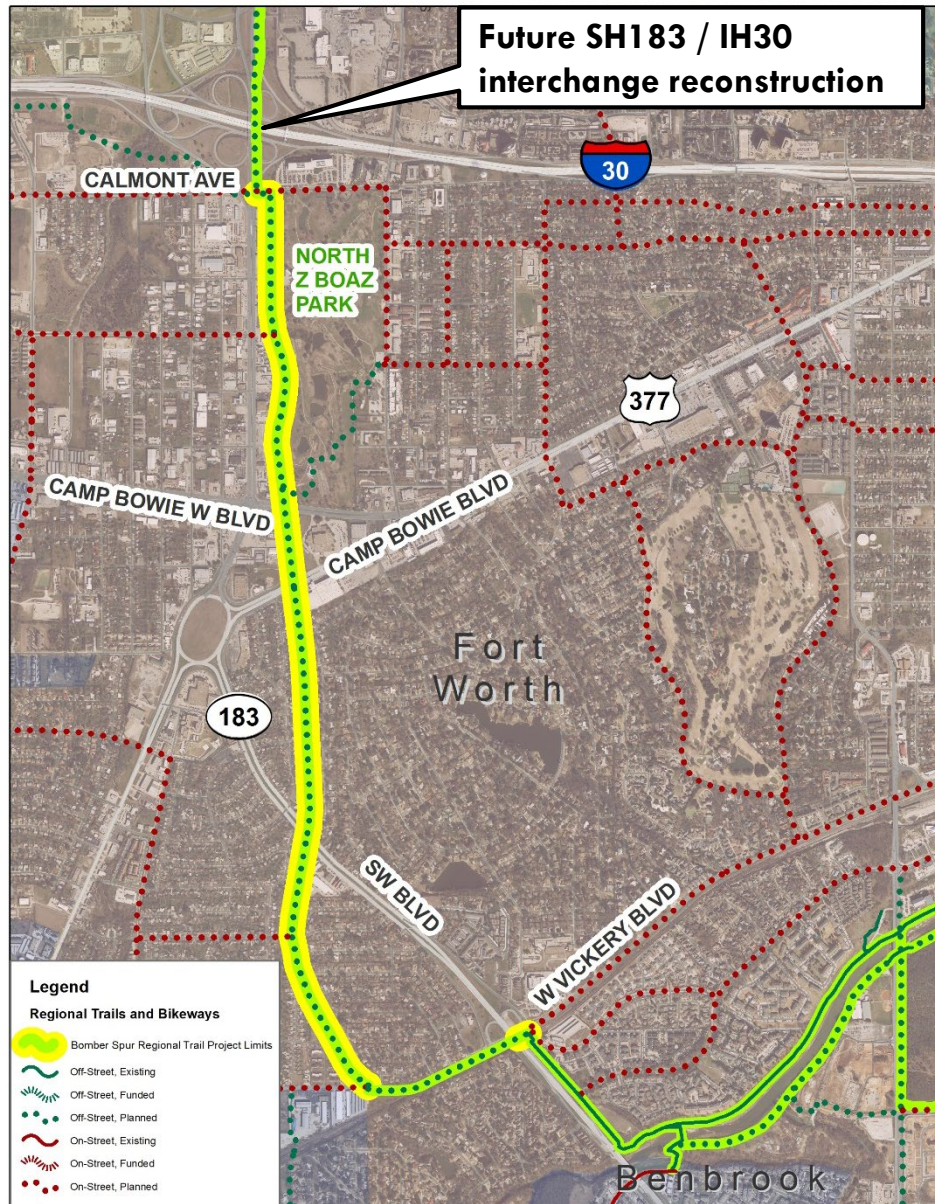 Future SH183 / IH30
interchange reconstruction
30
CALMONT AVE
NORTH
Z BOAZ
PARK
377
CAMP BOWIE W BLVD
CAMP BOWIE BLVD
Fort
Worth
183
SW BLVD
W VICKERY BLVD
Benbrook
Legend
Regional Trails and Bikeways
Bomber Spur Regional Trail Project Limits
Off-Street, Existing
Off-Street, Funded
Off-Street, Planned
On-Street, Existing
On-Street, Funded
On-Street, Planned